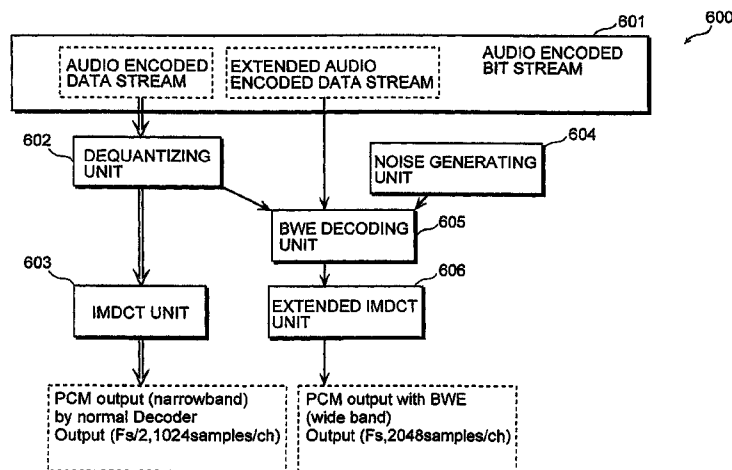 600
601
AUDIO ENCODED
DATA STREAM
EXTENDED AUDIO
ENCODED DATA STREAM
AUDIO ENCODED
BIT STREAM
602
DEQUANTIZING
UNIT
604
NOISE GENERATING
UNIT
BWE DECODING
UNIT
605
603
IMDCT UNIT
606
EXTENDED IMDCT
UNIT
PCM output (narrowband)
by normal Decoder
Output (Fs/2,1024samples/ch)
PCM output with BWE
(wide band)
Output (Fs,2048samples/ch)